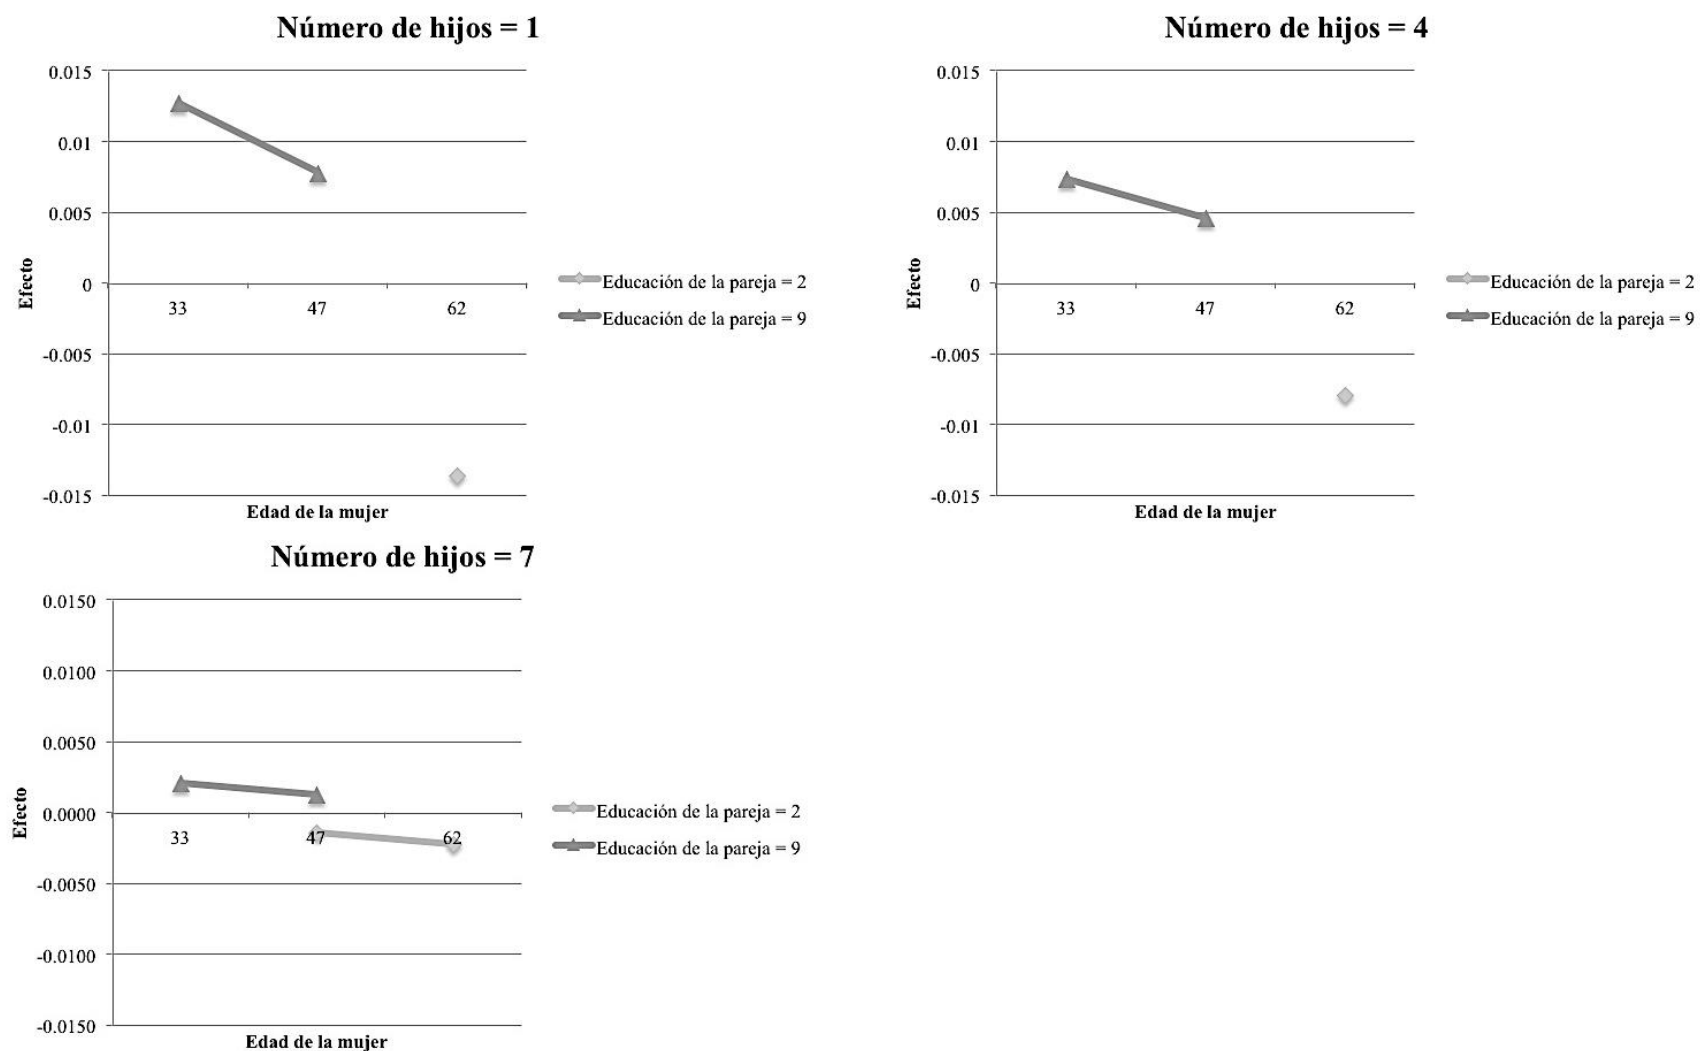 Número de hijos = 1
0.015
0.01
0.005
0
-0.005
-0.01
-0.015
Efecto
33 47 62
Edad de la mujer
Educación de la pareja = 2
Educación de la pareja = 9
Número de hijos = 4
0.015
0.01
0.005
0
-0.005
-0.01
-0.015
Efecto
33 47 62
Edad de la mujer
Educación de la pareja = 2
Educación de la pareja = 9
Número de hijos = 7
0.0150
0.0100
0.0050
0.0000
-0.0050
-0.0100
-0.0150
Efecto
33 47 62
Edad de la mujer
Educación de la pareja = 2
Educación de la pareja = 9